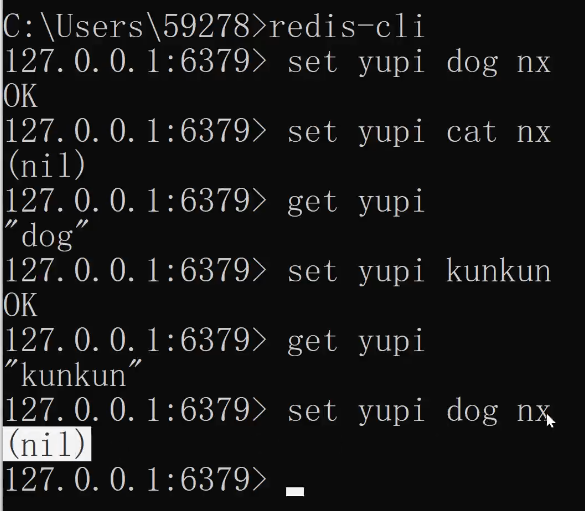 C:\Users\59278>redis-cli
127.0.0.1:6379> set yupi dog nx
OK
127.0.0.1:6379> set yupi cat nx
(nil)
127.0.0.1:6379> get yupi
"dog"
127.0.0.1:6379> set yupi kunkun
OK
127.0.0.1:6379> get yupi
"kunkun"
127.0.0.1:6379> set yupi dog nx
(nil)
127.0.0.1:6379>